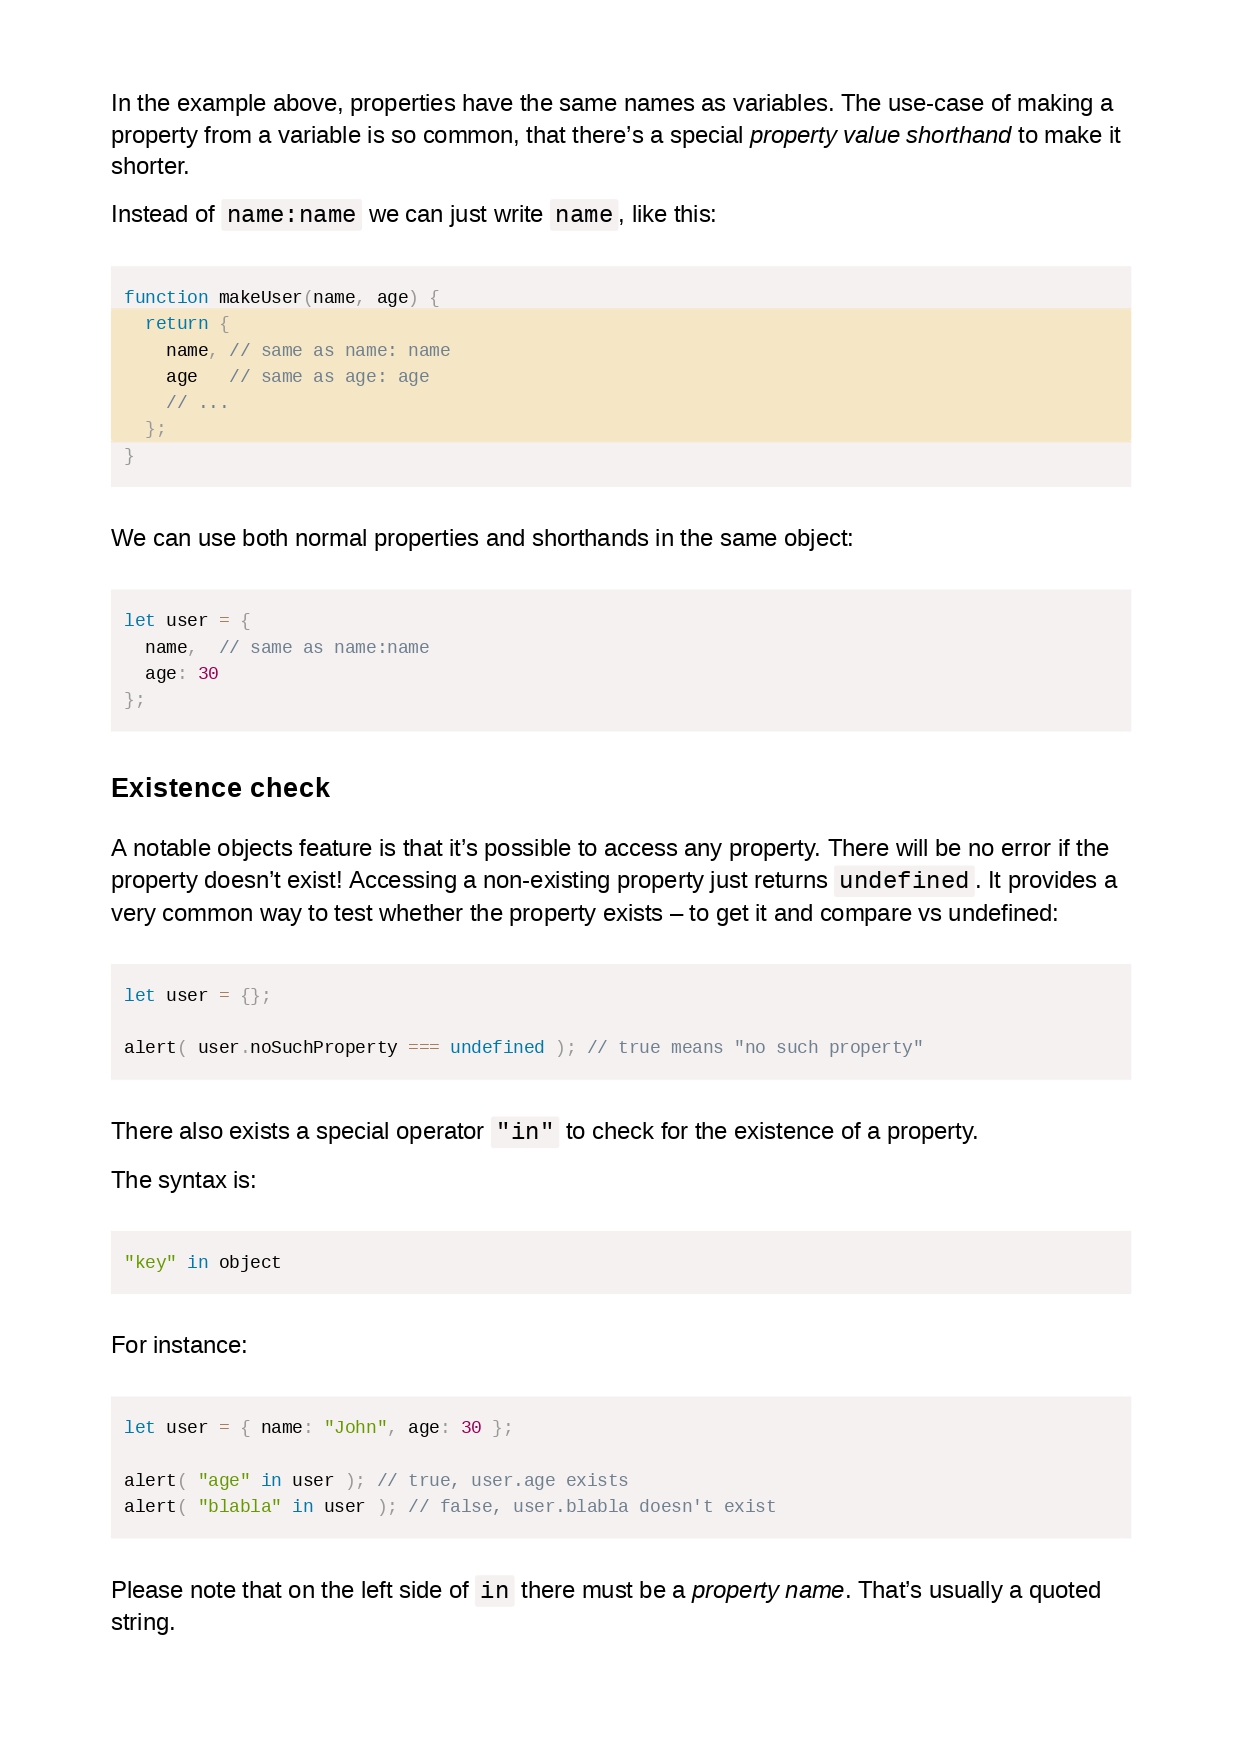 In the example above, properties have the same names as variables. The use-case of making a
property from a variable is so common, that there’s a special property value shorthand to make it
shorter.
Instead of name:name we can just write name, like this:
function makeUser(name, age) {
  return {
    name, // same as name: name
    age   // same as age: age
    // ...
  };
}
We can use both normal properties and shorthands in the same object:
let user = {
  name,  // same as name:name
  age: 30
};
Existence check
A notable objects feature is that it’s possible to access any property. There will be no error if the
property doesn’t exist! Accessing a non-existing property just returns undefined. It provides a
very common way to test whether the property exists – to get it and compare vs undefined:
let user = {};
alert( user.noSuchProperty === undefined ); // true means "no such property"
There also exists a special operator "in" to check for the existence of a property.
The syntax is:
"key" in object
For instance:
let user = { name: "John", age: 30 };
alert( "age" in user ); // true, user.age exists
alert( "blabla" in user ); // false, user.blabla doesn't exist
Please note that on the left side of in there must be a property name. That’s usually a quoted
string.